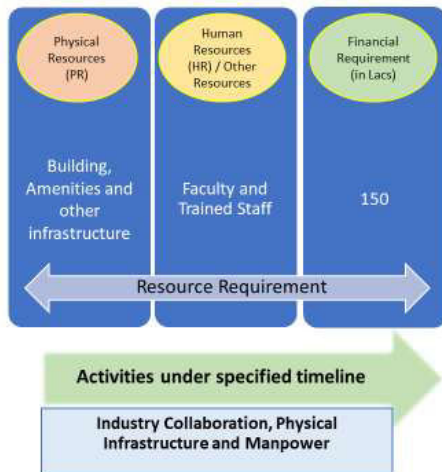 Physical
Resources
(PR)
Human
Resources
(HR) / Other
Resources
Financial
Requirement
(in Lacs)
Building,
Amenities and
other
infrastructure
Faculty and
Trained Staff
150
Resource Requirement
Activities under specified timeline
Industry Collaboration, Physical
Infrastructure and Manpower